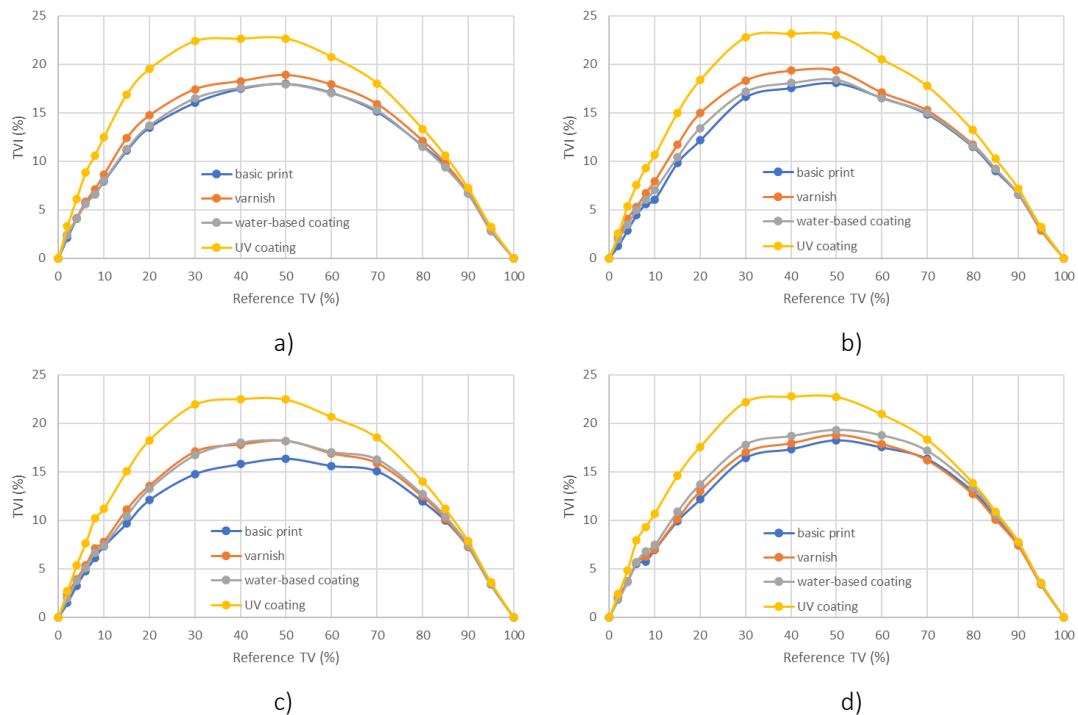 25
20
15
10
5
0
TVI (%)
basic print
varnish
water-based coating
UV coating
0 10 20 30 40 50 60 70 80 90 100
Reference TV (%)
a)
25
20
15
10
5
0
TVI (%)
basic print
varnish
water-based coating
UV coating
0 10 20 30 40 50 60 70 80 90 100
Reference TV (%)
b)
25
20
15
10
5
0
TVI (%)
basic print
varnish
water-based coating
UV coating
0 10 20 30 40 50 60 70 80 90 100
Reference TV (%)
c)
25
20
15
10
5
0
TVI (%)
basic print
varnish
water-based coating
UV coating
0 10 20 30 40 50 60 70 80 90 100
Reference TV (%)
d)